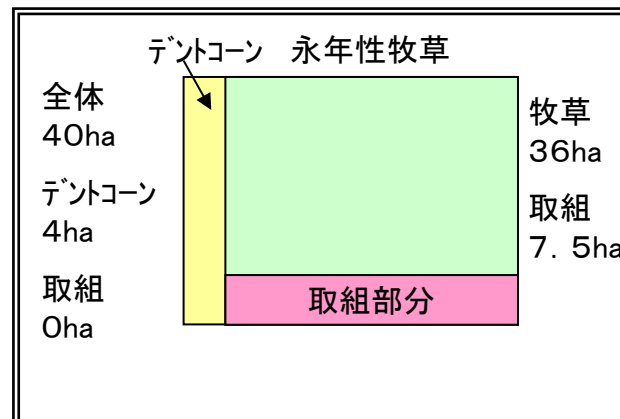 ﾃﾞﾝﾄコーン 永年性牧草
全体
４０ha
ﾃﾞﾝﾄコーン
４ha
取組
０ha
牧草
３６ha
取組
７．５ha
取組部分